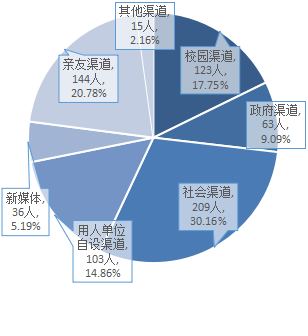 其他渠道,
15人,
2.16%
校园渠道,
123人,
17.75%
政府渠道,
63人,
9.09%
社会渠道,
209人,
30.16%
用人单位
自设渠道,
103人,
14.86%
新媒体,
36人,
5.19%
亲友渠道,
144人,
20.78%